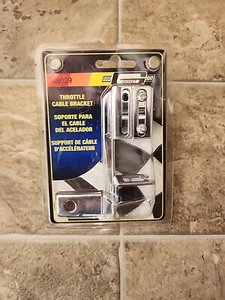 THROTTLE
CABLE BRACKET
SOPORTE PARA
EL CABLE
DEL ACELADOR
SUPPORT DE CÂBLE
D'ACCÉLÉRATEUR